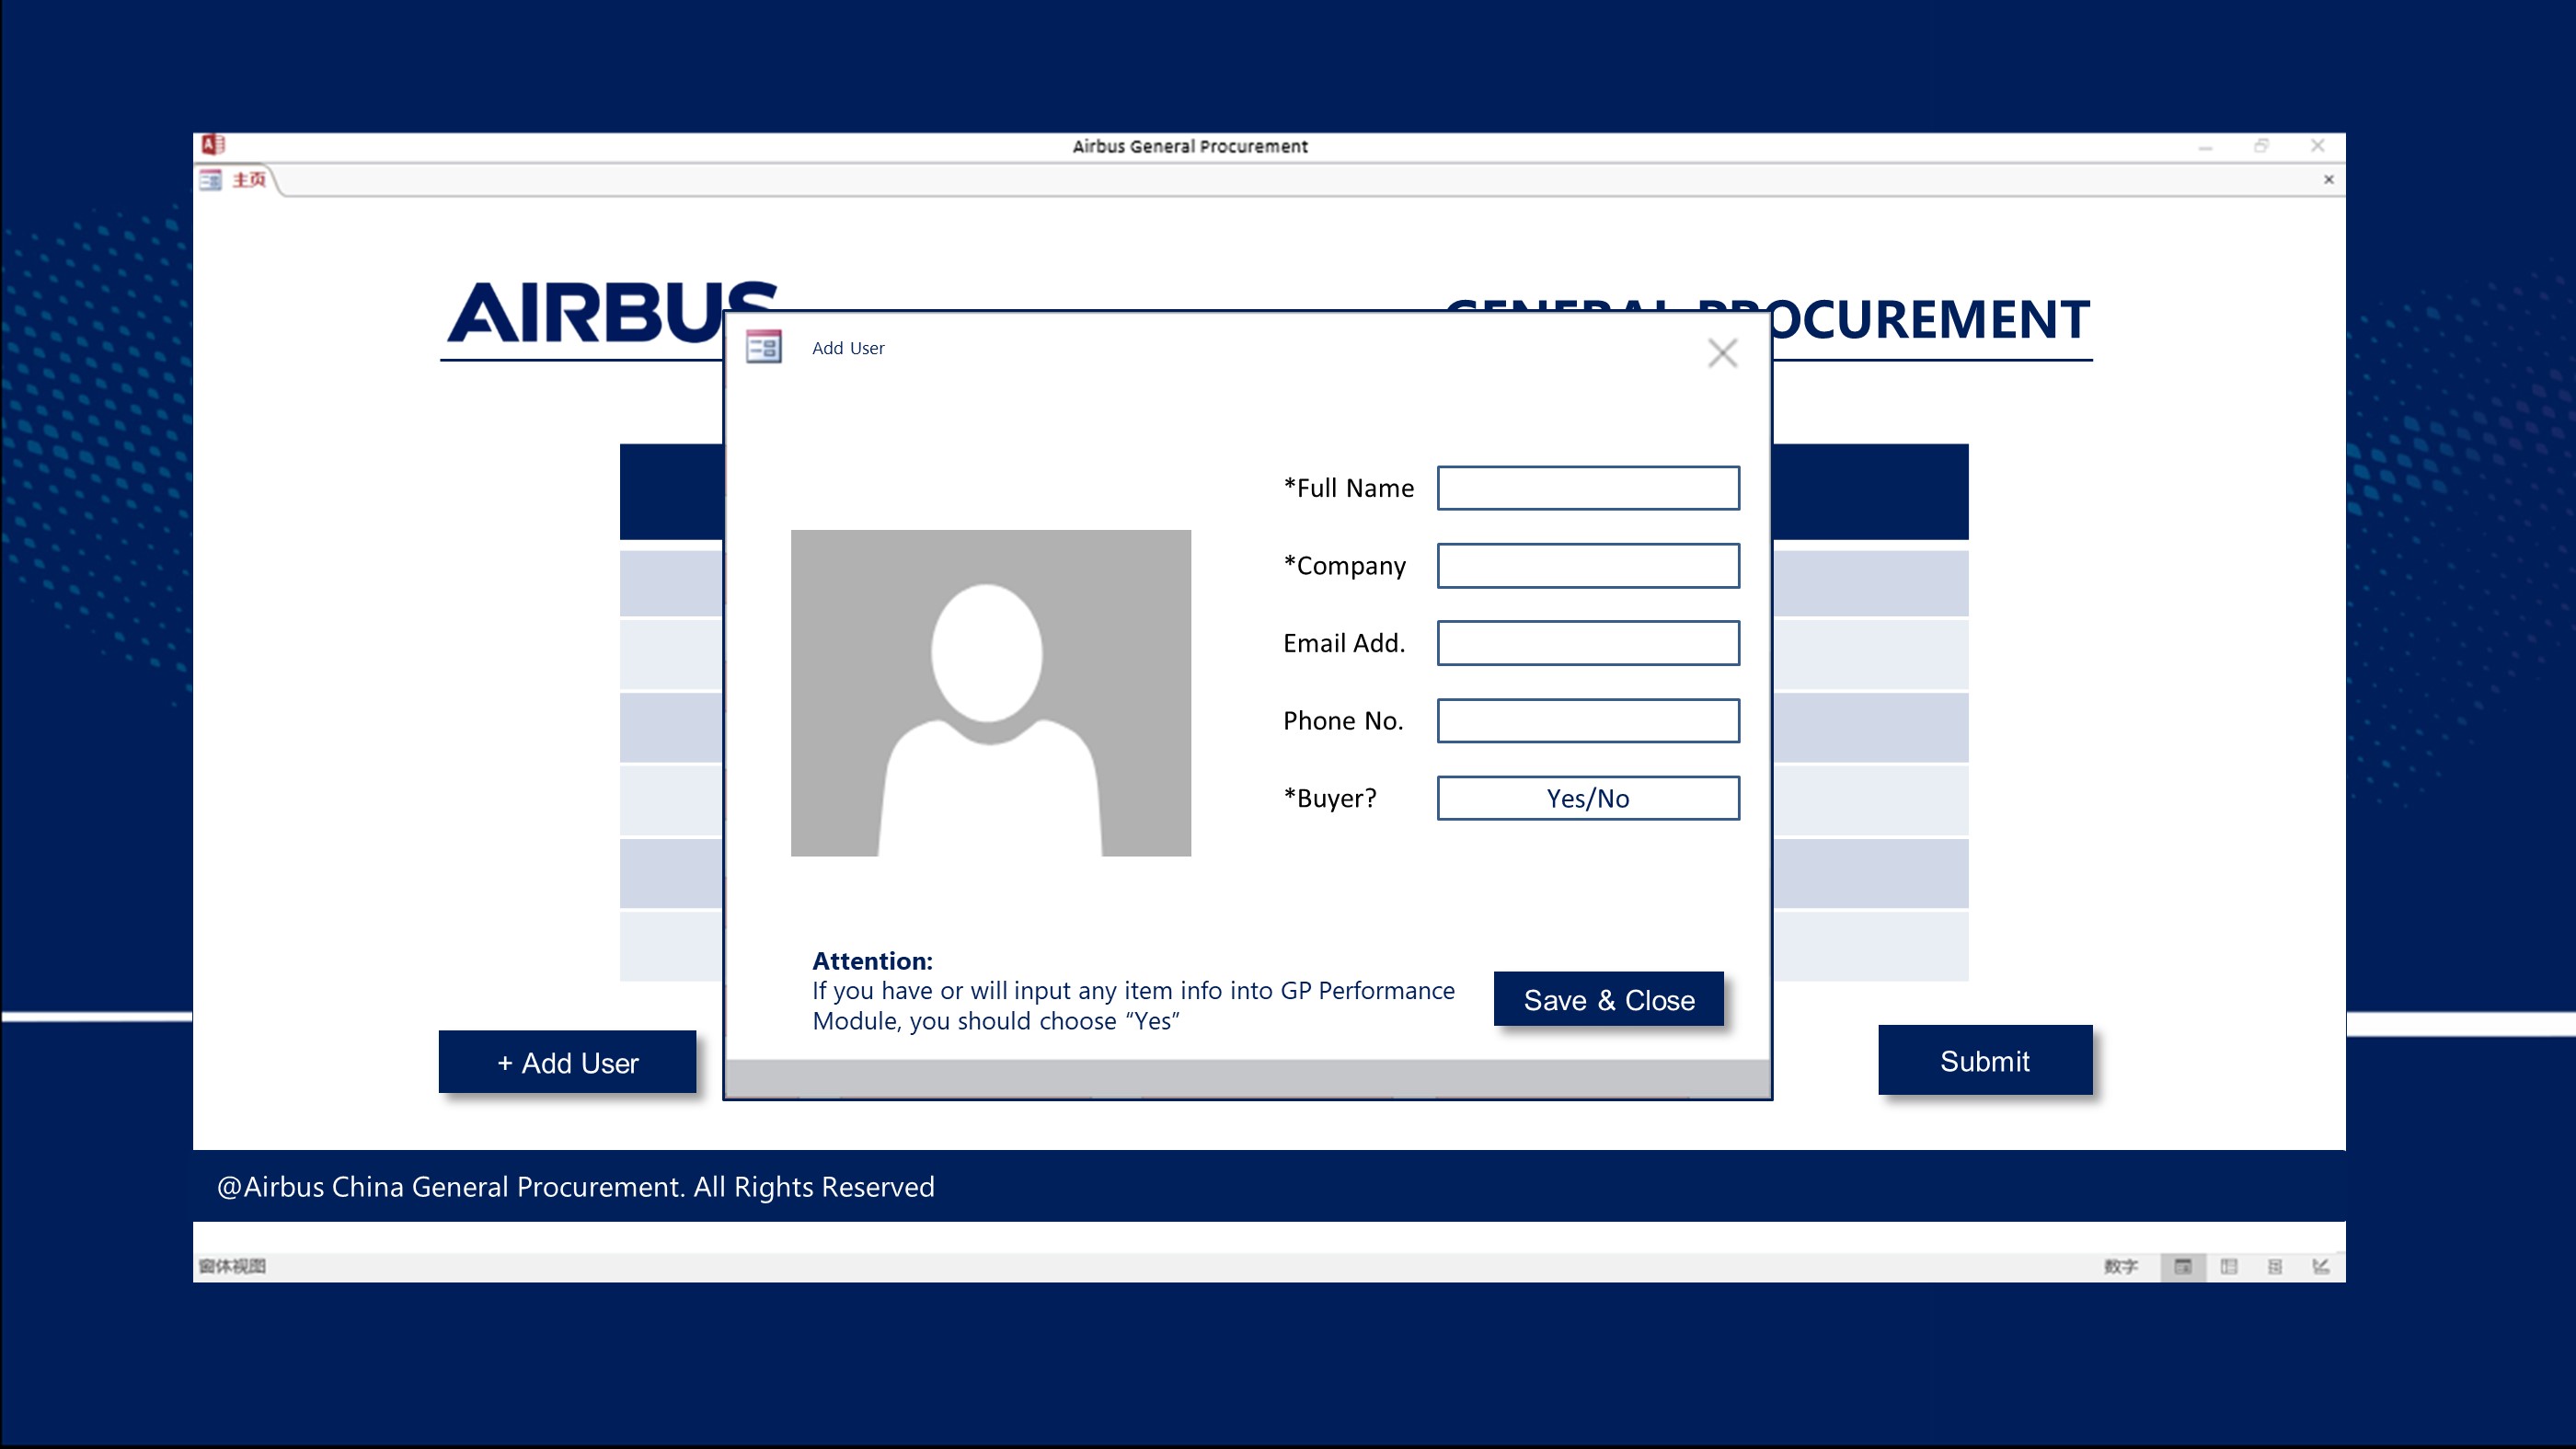 Airbus General Procurement
主页
AIRBUS
GENERAL PROCUREMENT
Add User
*Full Name
*Company
Email Add.
Phone No.
*Buyer?
Yes/No
Attention:
If you have or will input any item info into GP Performance
Module, you should choose “Yes”
Save & Close
+ Add User
Submit
@Airbus China General Procurement. All Rights Reserved
窗体视图
数字